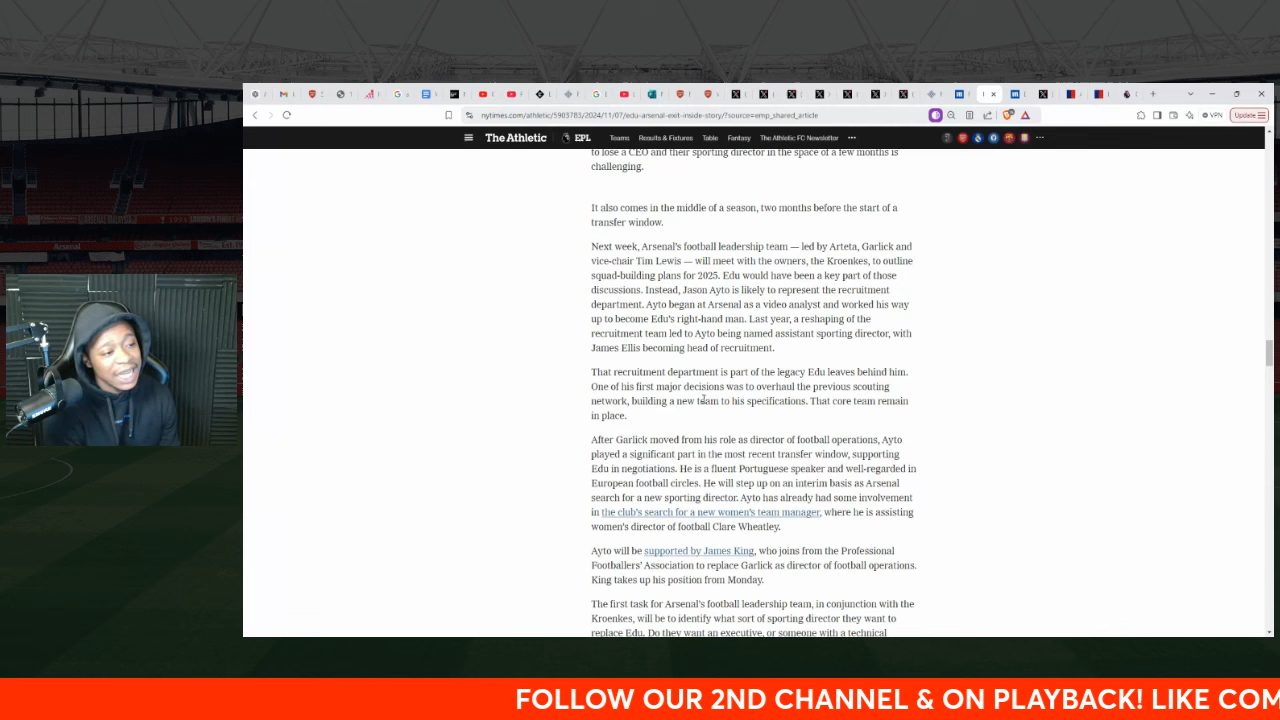 nytimes.com/athletic/5903783/2024/11/07/edu-arsenal-exit-inside-story/?source=emp_shared_article
VPN
Update
The Athletic
EPL
Teams
Results & Fixtures
Table
Fantasy
The Athletic FC Newsletter
to lose a CEO and their sporting director in the space of a few months is
challenging.
It also comes in the middle of a season, two months before the start of a
transfer window.
Next week, Arsenal's football leadership team — led by Arteta, Garlick and
vice-chair Tim Lewis — will meet with the owners, the Kroenkes, to outline
squad-building plans for 2025. Edu would have been a key part of those
discussions. Instead, Jason Ayto is likely to represent the recruitment
department. Ayto began at Arsenal as a video analyst and worked his way
up to become Edu's right-hand man. Last year, a reshaping of the
recruitment team led to Ayto being named assistant sporting director, with
James Ellis becoming head of recruitment.
That recruitment department is part of the legacy Edu leaves behind him.
One of his first major decisions was to overhaul the previous scouting
network, building a new team to his specifications. That core team remain
in place.
After Garlick moved from his role as director of football operations, Ayto
played a significant part in the most recent transfer window, supporting
Edu in negotiations. He is a fluent Portuguese speaker and well-regarded in
European football circles. He will step up on an interim basis as Arsenal
search for a new sporting director. Ayto has already had some involvement
in the club's search for a new women's team manager, where he is assisting
women's director of football Clare Wheatley.
Ayto will be supported by James King, who joins from the Professional
Footballers' Association to replace Garlick as director of football operations.
King takes up his position from Monday.
The first task for Arsenal's football leadership team, in conjunction with the
Kroenkes, will be to identify what sort of sporting director they want to
replace Edu. Do they want an executive, or someone with a technical
Arsenal
FOLLOW OUR 2ND CHANNEL & ON PLAYBACK! LIKE COM